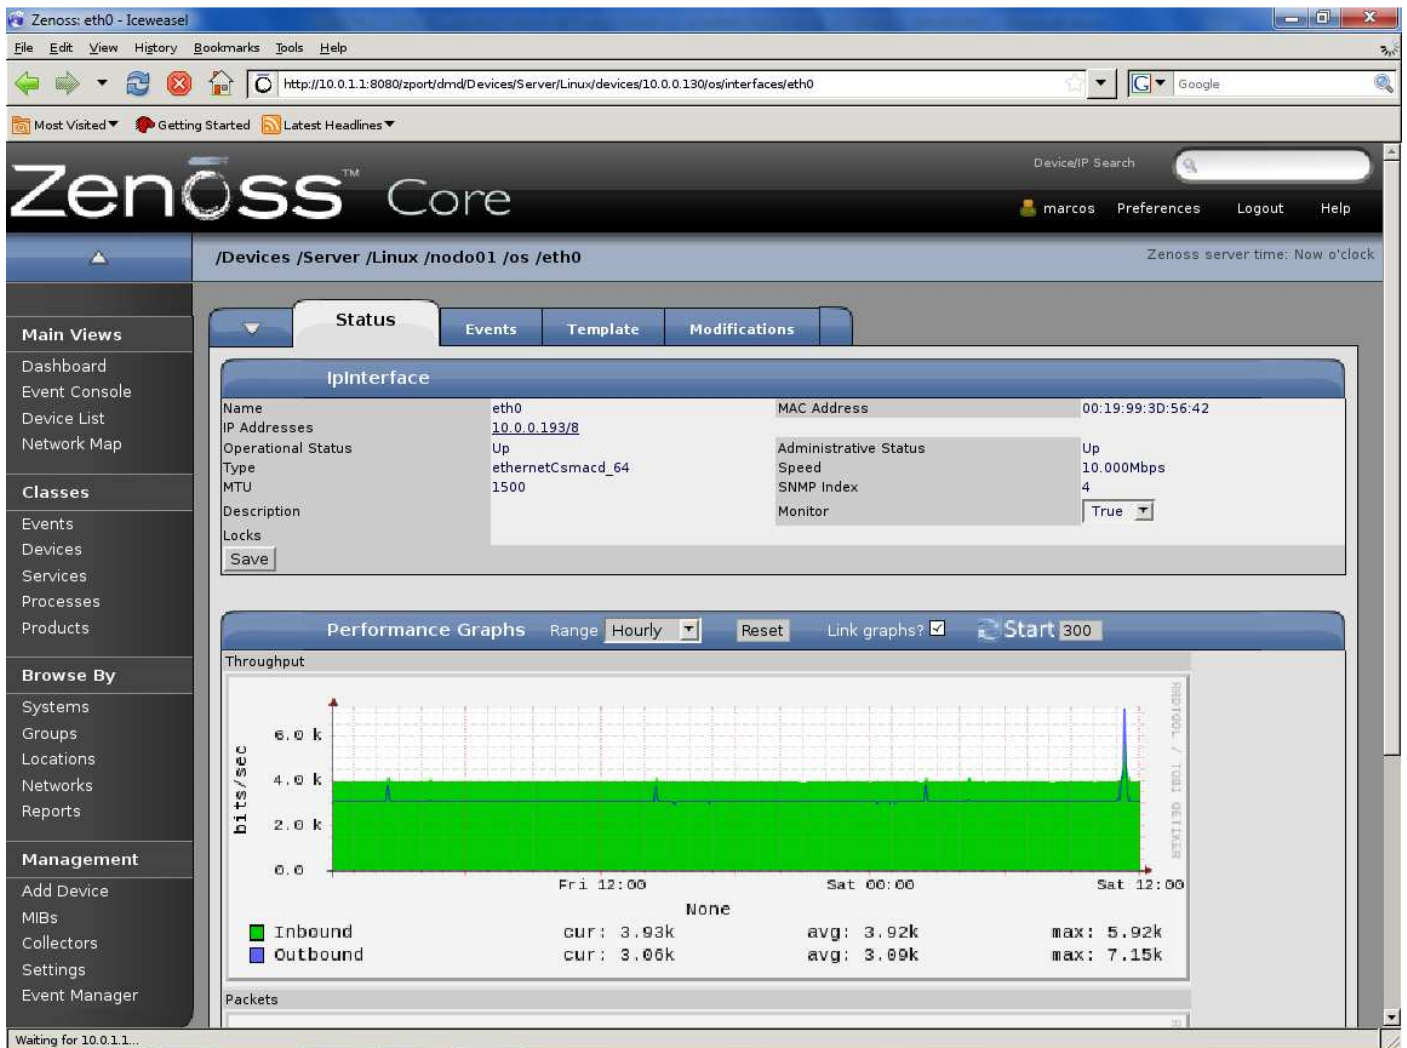 Zenoss: eth0 - Iceweasel
File Edit View History Bookmarks Tools Help
http://10.0.1.1:8080/zport/dmd/Devices/Server/Linux/devices/10.0.0.130/os/interfaces/eth0
G Google
Most Visited Getting Started Latest Headlines
Zenoss™ Core
Device/IP Search
marcos Preferences Logout Help
/Devices /Server /Linux /nodo01 /os /eth0
Zenoss server time: Now o'clock
Main Views
Dashboard
Event Console
Device List
Network Map
Classes
Events
Devices
Services
Processes
Products
Browse By
Systems
Groups
Locations
Networks
Reports
Management
Add Device
MIBs
Collectors
Settings
Event Manager
Status Events Template Modifications
IpInterface
Name eth0 MAC Address 00:19:99:3D:56:42
IP Addresses 10.0.0.193/8
Operational Status Up Administrative Status Up
Type ethernetCsmacd_64 Speed 10.000Mbps
MTU 1500 SNMP Index 4
Description Monitor True
Locks
Save
Performance Graphs Range Hourly Reset Link graphs? Start 300
Throughput
bits/sec
6.0 k
4.0 k
2.0 k
0.0
Fri 12:00 Sat 00:00 Sat 12:00
None
Inbound cur: 3.93k avg: 3.92k max: 5.92k
Outbound cur: 3.06k avg: 3.09k max: 7.15k
RRDTOOL / TOBI OETIKER
Packets
Waiting for 10.0.1.1...